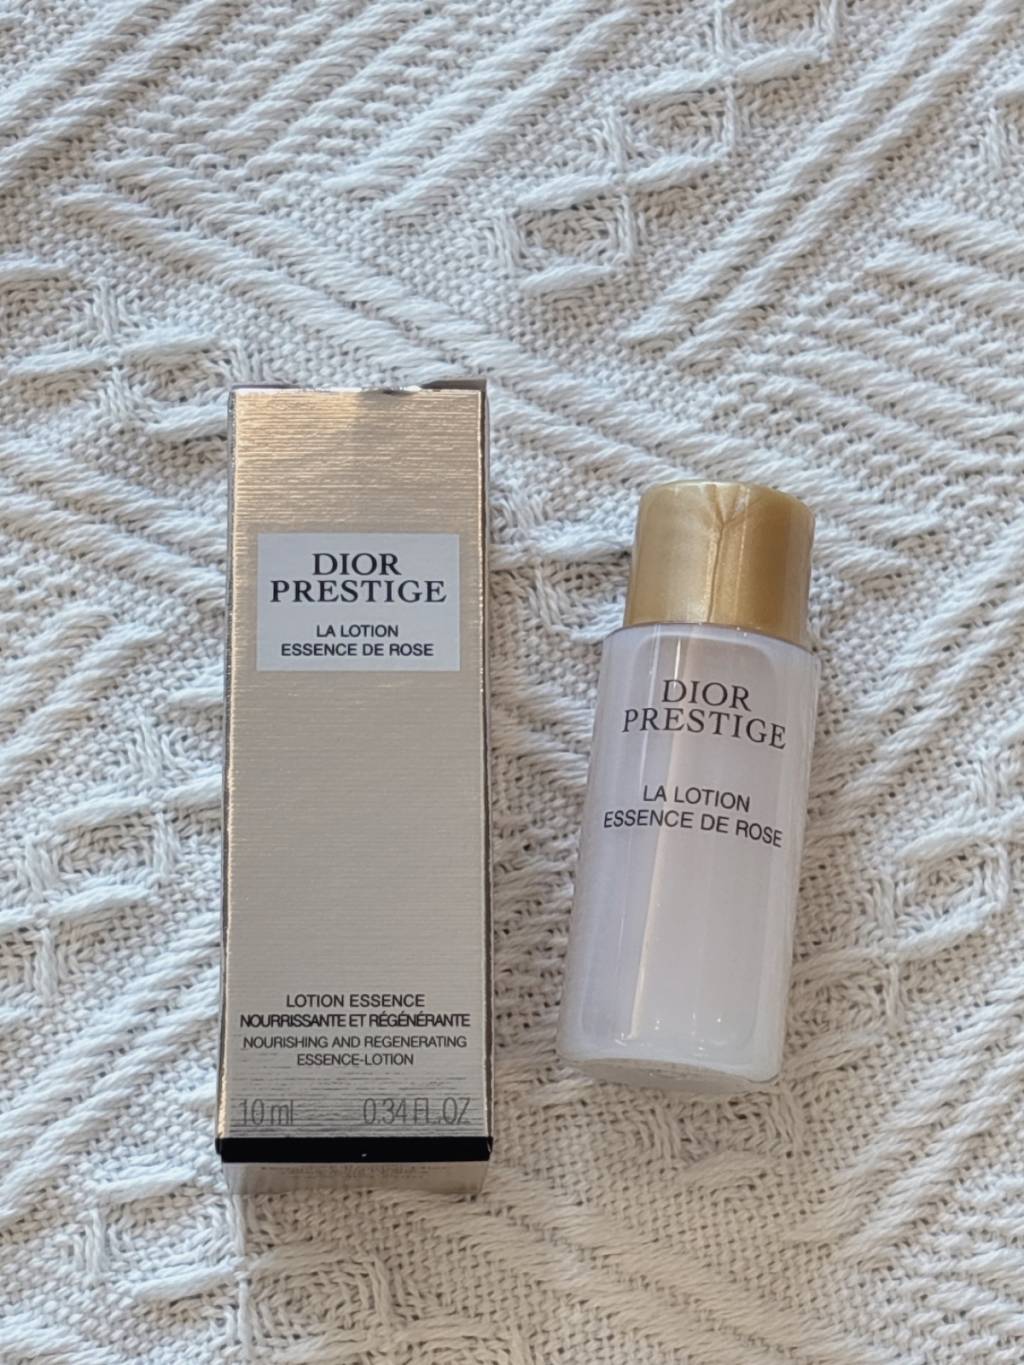 DIOR
PRESTIGE
LA LOTION
ESSENCE DE ROSE
LOTION ESSENCE
NOURRISSANTE ET RÉGÉNÉRANTE
NOURISHING AND REGENERATING
ESSENCE-LOTION
10 ml 0.34 FL.OZ
DIOR
PRESTIGE
LA LOTION
ESSENCE DE ROSE